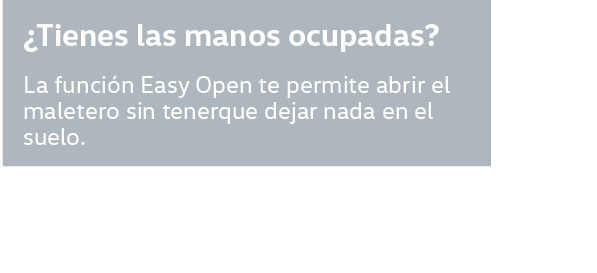 ¿Tienes las manos ocupadas?
La función Easy Open te permite abrir el
maletero sin tenerque dejar nada en el
suelo.